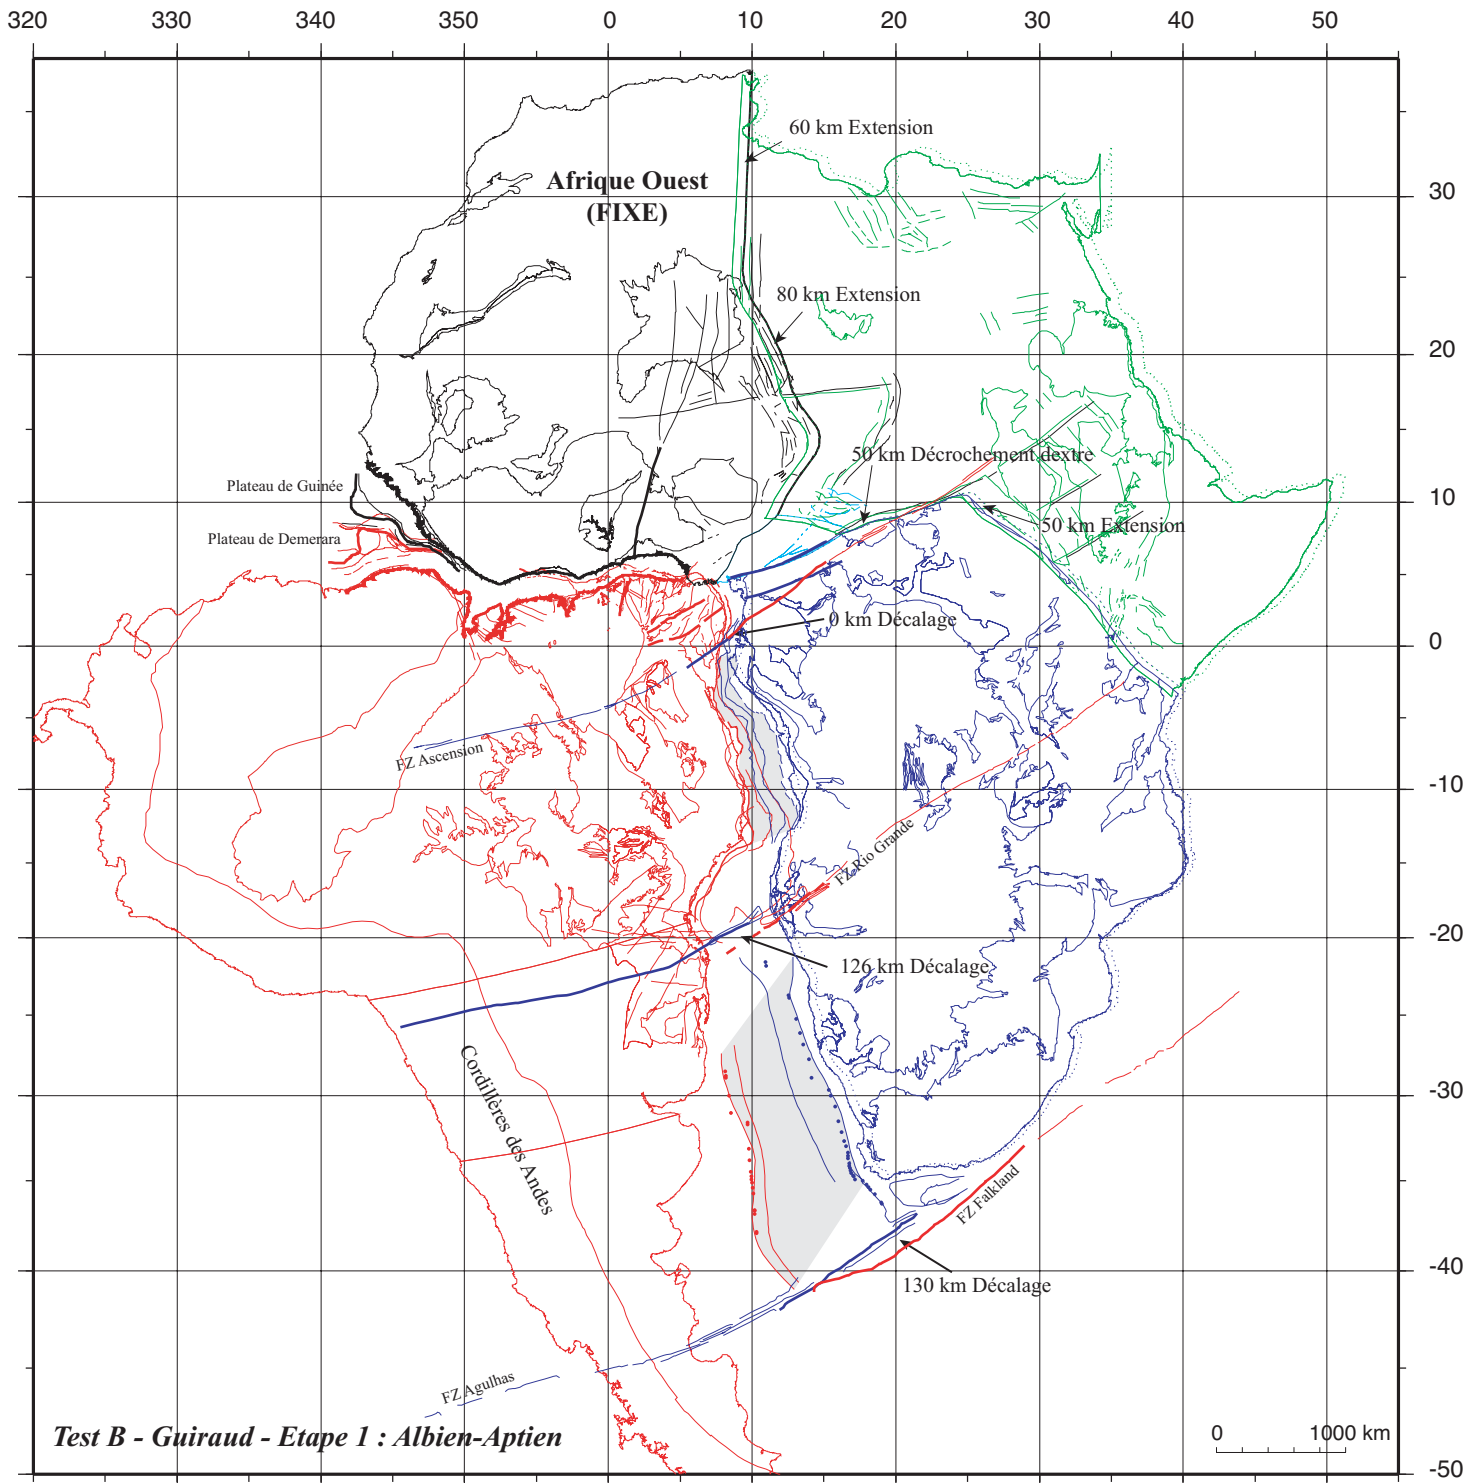 320 330 340 350 0 10 20 30 40 50
60 km Extension
Afrique Ouest
(FIXE)
30
80 km Extension
20
50 km Décrochement dextre
Plateau de Guinée
10
50 km Extension
Plateau de Demerara
0 km Décalage
0
FZ Ascension
-10
FZ Rio Grande
-20
126 km Décalage
Cordillères des Andes
-30
FZ Falkland
-40
130 km Décalage
FZ Agulhas
Test B - Guiraud - Etape 1 : Albien-Aptien
0 1000 km
-50